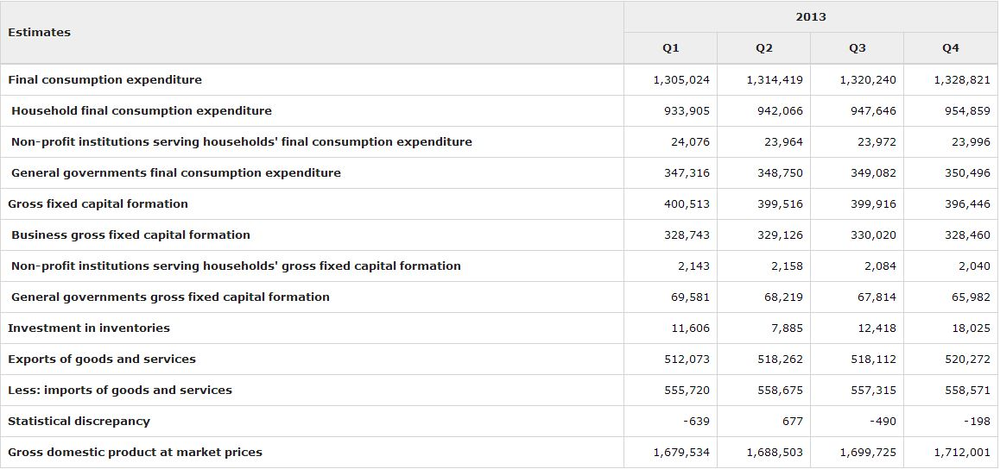 Estimates 2013
Q1 Q2 Q3 Q4
Final consumption expenditure 1,305,024 1,314,419 1,320,240 1,328,821
Household final consumption expenditure 933,905 942,066 947,646 954,859
Non-profit institutions serving households' final consumption expenditure 24,076 23,964 23,972 23,996
General governments final consumption expenditure 347,316 348,750 349,082 350,496
Gross fixed capital formation 400,513 399,516 399,916 396,446
Business gross fixed capital formation 328,743 329,126 330,020 328,460
Non-profit institutions serving households' gross fixed capital formation 2,143 2,158 2,084 2,040
General governments gross fixed capital formation 69,581 68,219 67,814 65,982
Investment in inventories 11,606 7,885 12,418 18,025
Exports of goods and services 512,073 518,262 518,112 520,272
Less: imports of goods and services 555,720 558,675 557,315 558,571
Statistical discrepancy -639 677 -490 -198
Gross domestic product at market prices 1,679,534 1,688,503 1,699,725 1,712,001